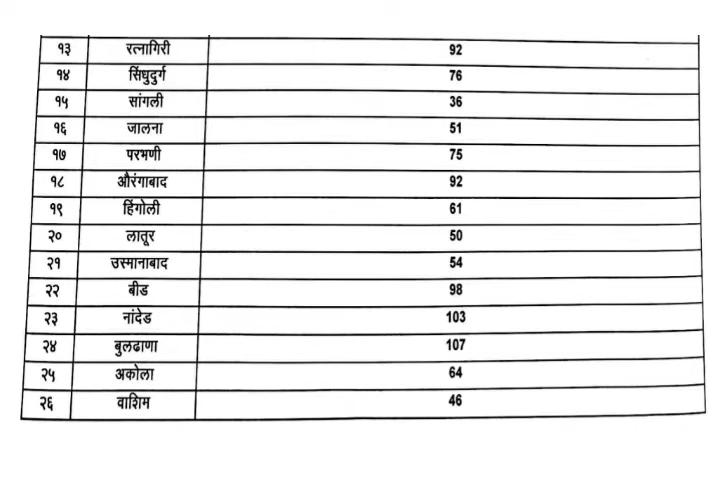 १३ रत्नागिरी 92
१४ सिंधुदुर्ग 76
१५ सांगली 36
१६ जालना 51
१७ परभणी 75
१८ औरंगाबाद 92
१९ हिंगोली 61
२० लातूर 50
२१ उस्मानाबाद 54
२२ बीड 98
२३ नांदेड 103
२४ बुलढाणा 107
२५ अकोला 64
२६ वाशिम 46